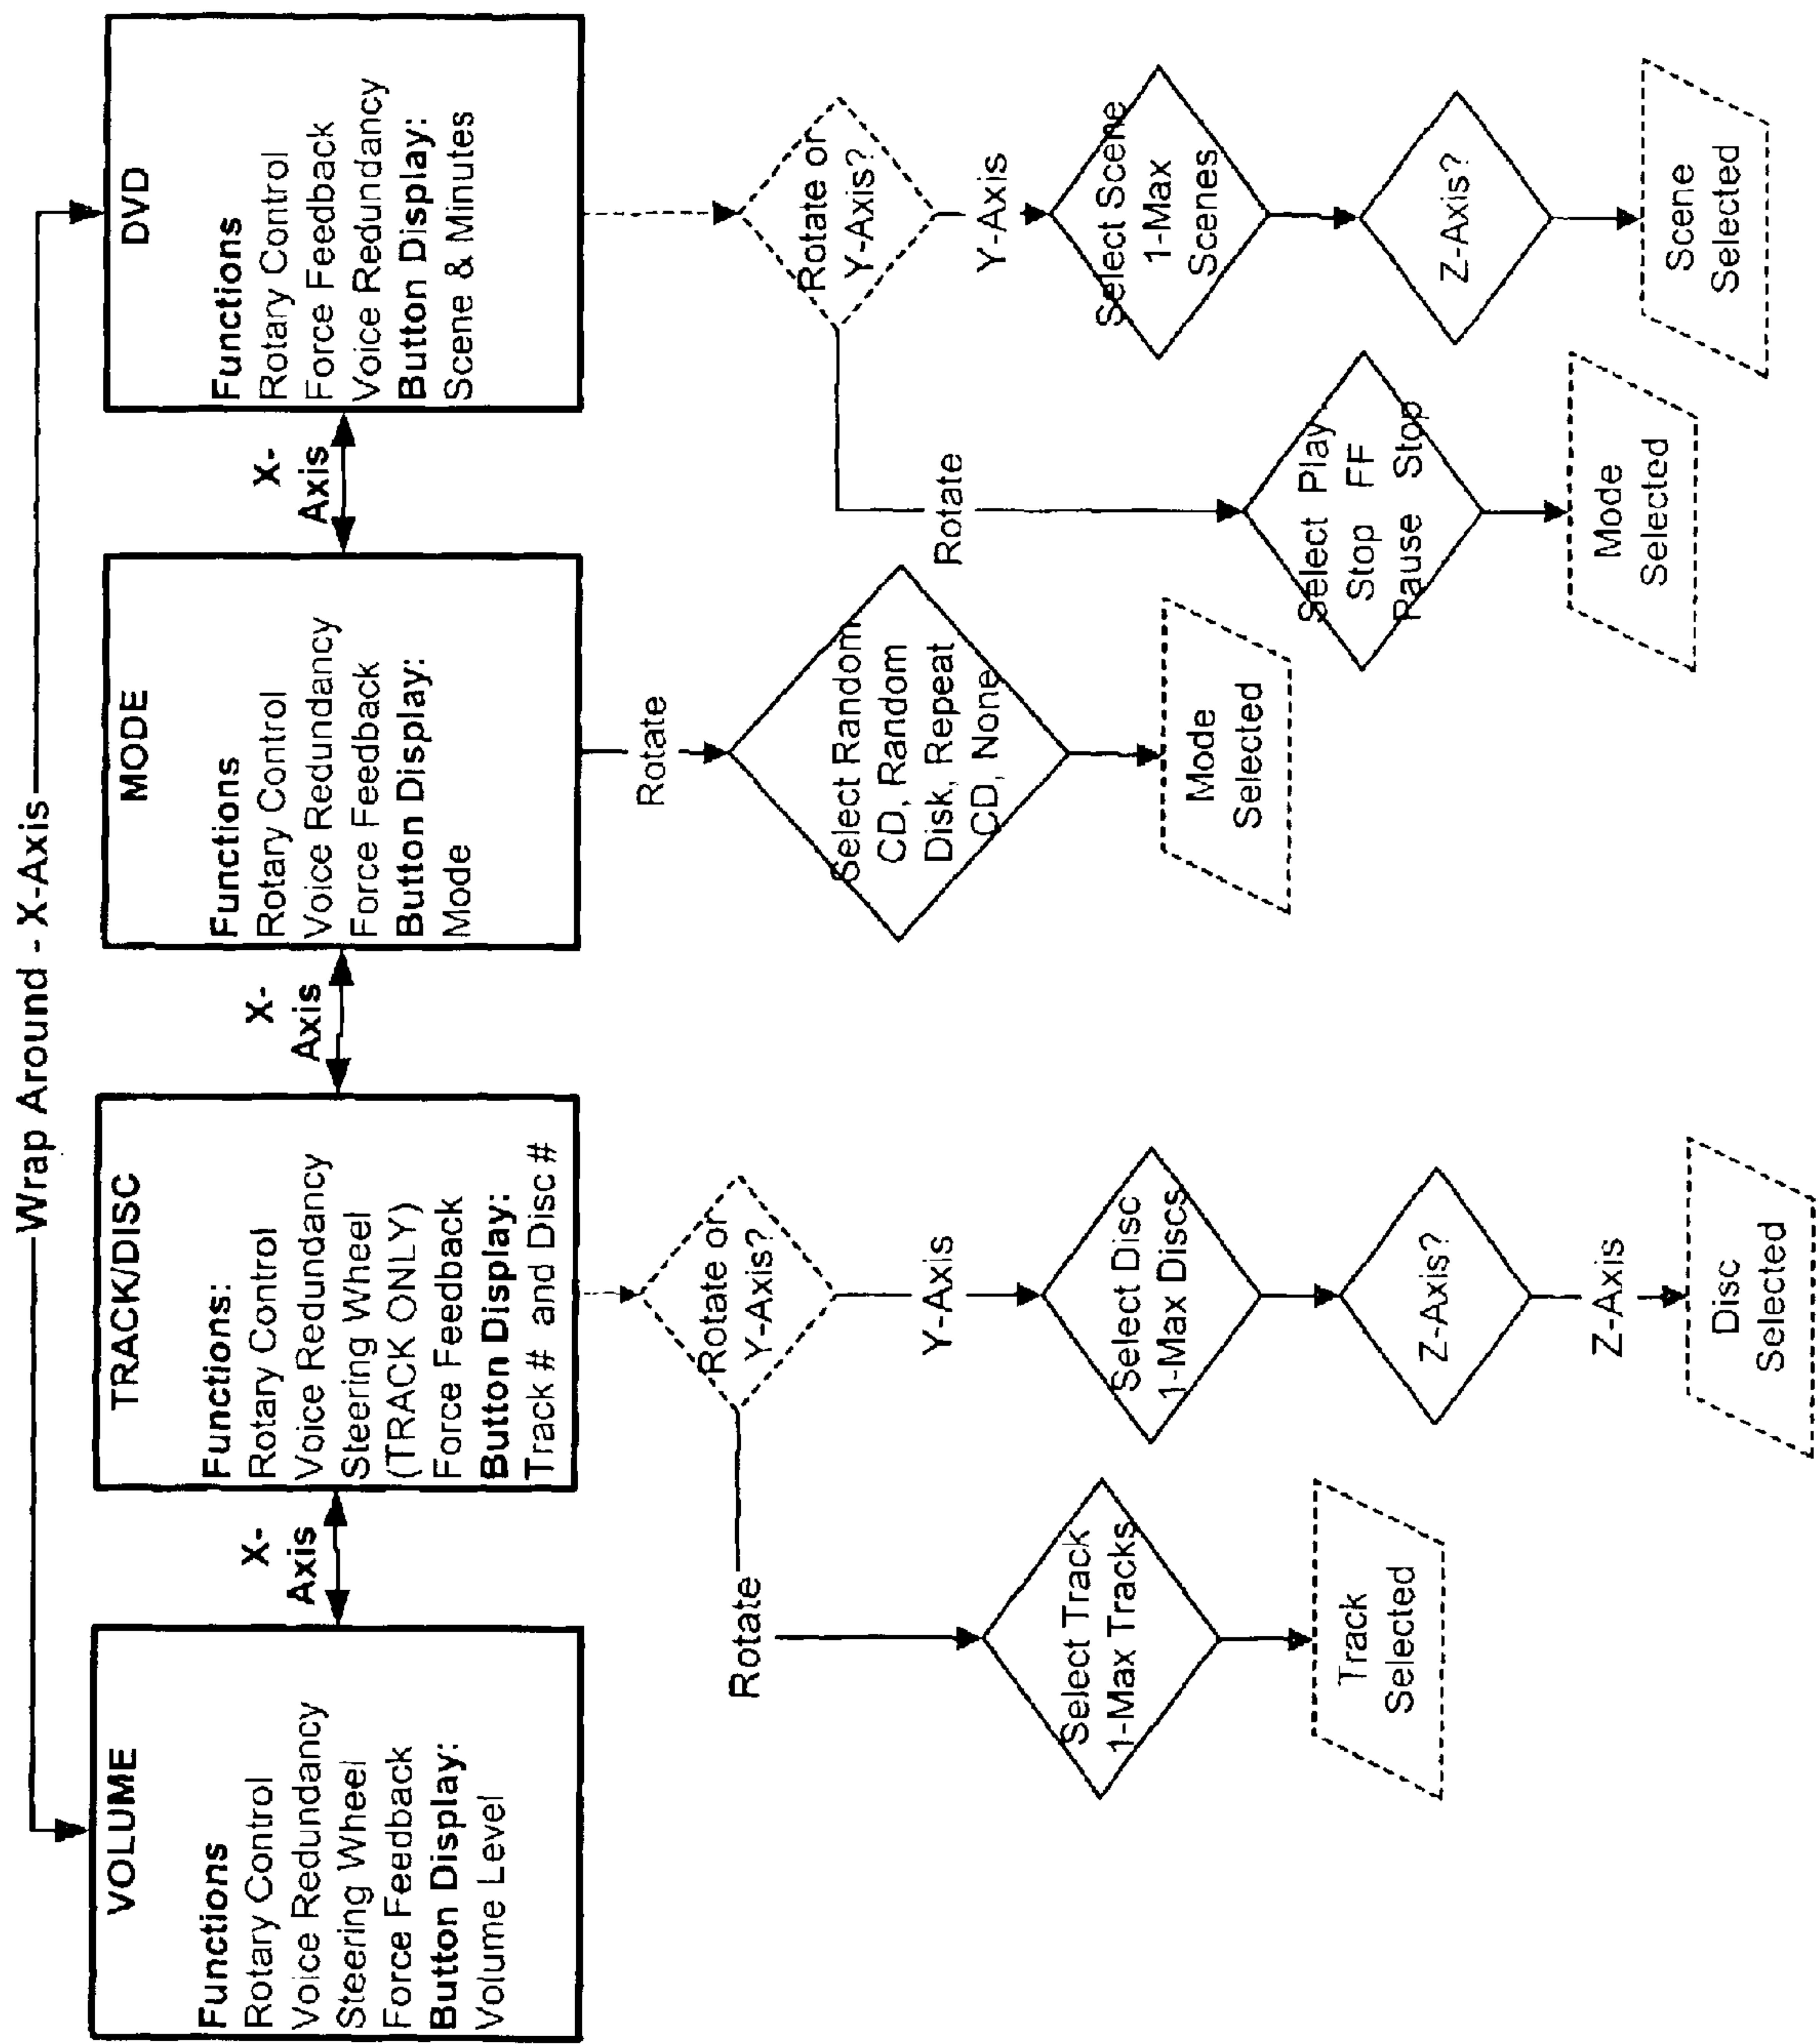 Wrap Around - X-Axis
VOLUME
Functions
Rotary Control
Voice Redundancy
Steering Wheel
Force Feedback
Button Display:
Volume Level
X-
Axis
TRACK/DISC
Functions:
Rotary Control
Voice Redundancy
Steering Wheel
(TRACK ONLY)
Force Feedback
Button Display:
Track # and Disc #
X-
Axis
MODE
Functions
Rotary Control
Voice Redundancy
Force Feedback
Button Display:
Mode
X-
Axis
DVD
Functions
Rotary Control
Force Feedback
Voice Redundancy
Button Display:
Scene & Minutes
Rotate or
Y-Axis?
Rotate
Select Track
1-Max Tracks
Track
Selected
Y-Axis
Select Disc
1-Max Discs
Z-Axis?
Z-Axis
Disc
Selected
Rotate
Select Random
CD, Random
Disk, Repeat
CD, None
Mode
Selected
Rotate or
Y-Axis?
Rotate
Select Play
Stop FF
Pause Stop
Mode
Selected
Y-Axis
Select Scene
1-Max
Scenes
Z-Axis?
Scene
Selected